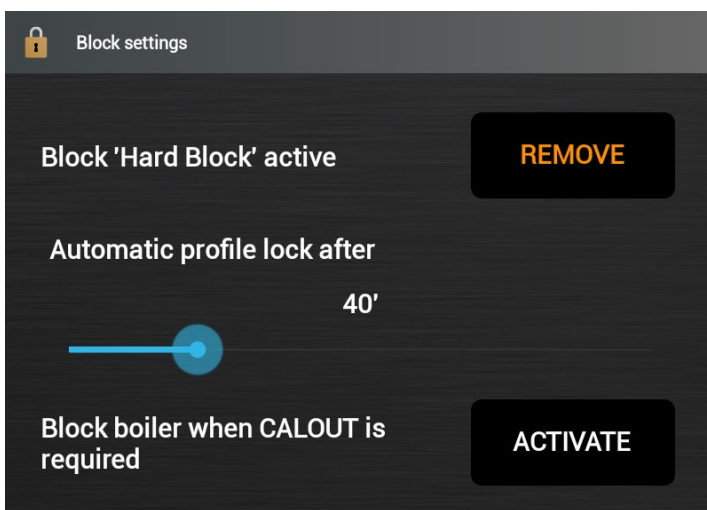 Block settings
Block 'Hard Block' active
REMOVE
Automatic profile lock after
40'
Block boiler when CALOUT is
required
ACTIVATE